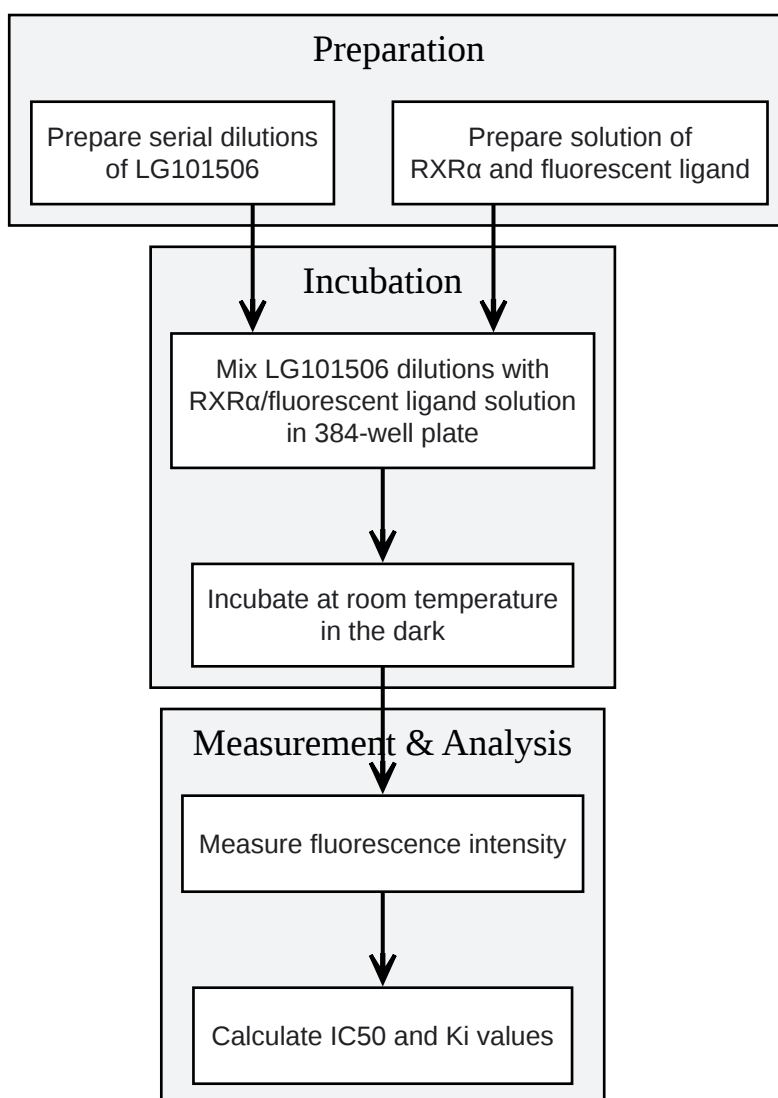 Preparation
Prepare serial dilutions
of LG101506
Prepare solution of
RXRα and fluorescent ligand
Incubation
Mix LG101506 dilutions with
RXRα/fluorescent ligand solution
in 384-well plate
Incubate at room temperature
in the dark
Measurement & Analysis
Measure fluorescence intensity
Calculate IC50 and Ki values